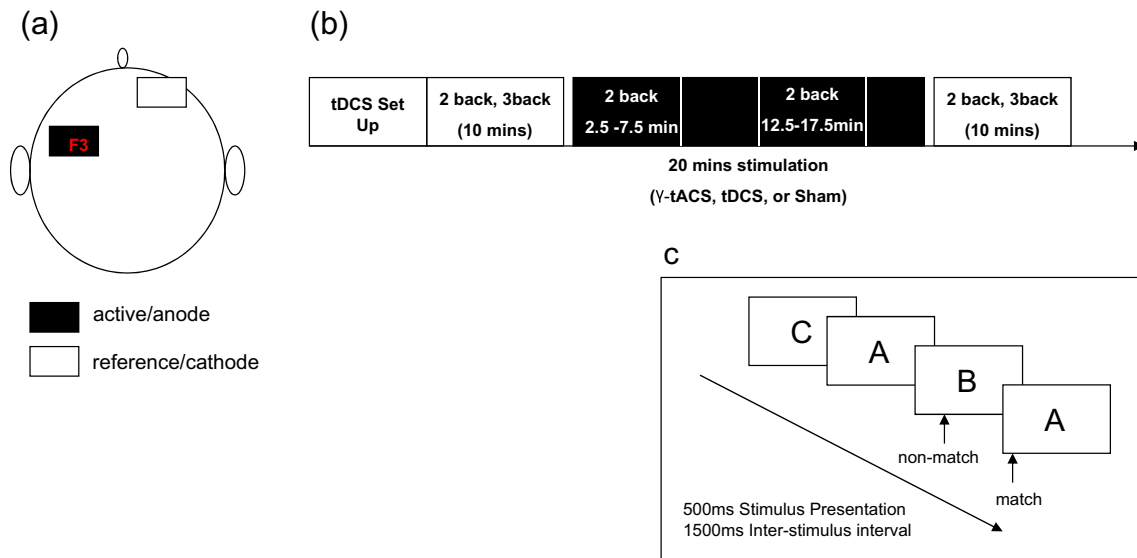 (a)
F3
active/anode
reference/cathode
(b)
tDCS Set
Up
2 back, 3back
(10 mins)
2 back
2.5 -7.5 min
2 back
12.5-17.5min
2 back, 3back
(10 mins)
20 mins stimulation
(γ-tACS, tDCS, or Sham)
c
C
A
B
A
non-match
match
500ms Stimulus Presentation
1500ms Inter-stimulus interval